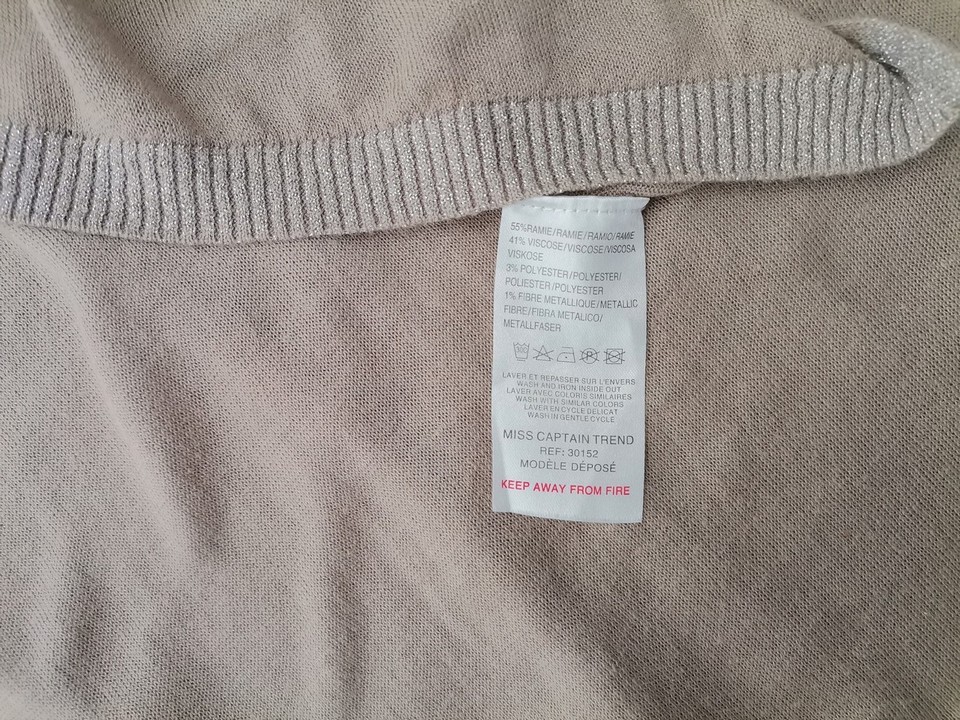 55%RAMIE/RAMIE/RAMIO/RAMIE
41% VISCOSE/VISCOSE/VISCOSA
VISKOSE
3% POLYESTER/POLYESTER/
POLIESTER/POLYESTER
1% FIBRE METALLIQUE/METALLIC
FIBRE/FIBRA METALICO/
METALLFASER
LAVER ET REPASSER SUR L'ENVERS
WASH AND IRON INSIDE OUT
LAVER AVEC COLORIS SIMILAIRES
WASH WITH SIMILAR COLORS
LAVER EN CYCLE DELICAT
WASH IN GENTLE CYCLE
MISS CAPTAIN TREND
REF: 30152
MODÈLE DÉPOSÉ
KEEP AWAY FROM FIRE